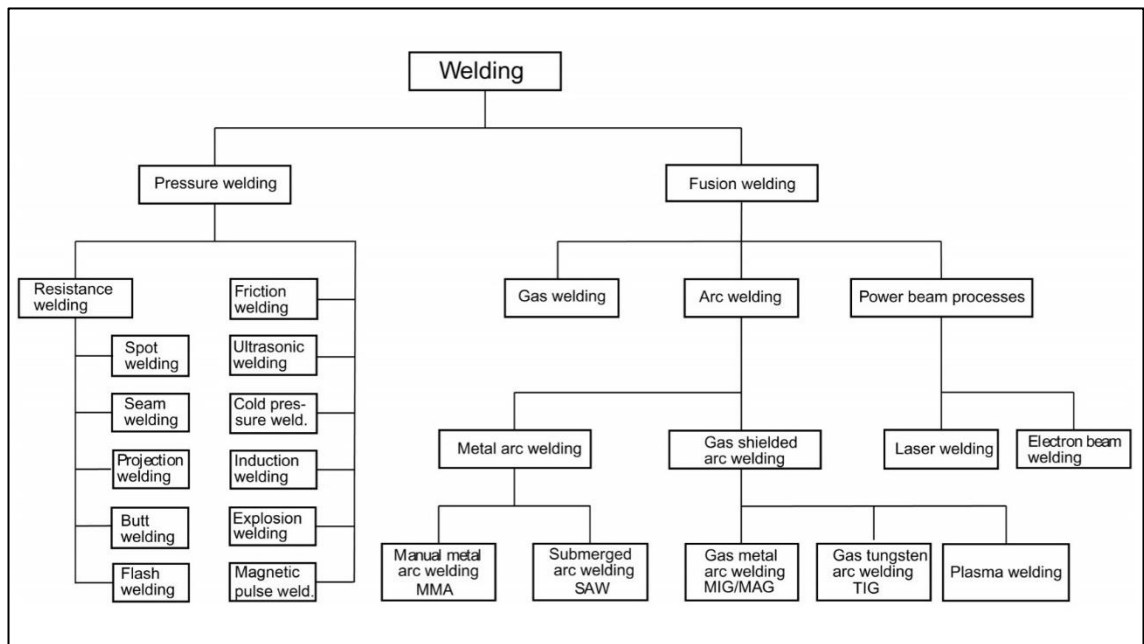 Welding
Pressure welding
Fusion welding
Resistance
welding
Friction
welding
Gas welding
Arc welding
Power beam processes
Spot
welding
Ultrasonic
welding
Seam
welding
Cold pres-
sure weld.
Metal arc welding
Gas shielded
arc welding
Laser welding
Electron beam
welding
Projection
welding
Induction
welding
Butt
welding
Explosion
welding
Manual metal
arc welding
MMA
Submerged
arc welding
SAW
Gas metal
arc welding
MIG/MAG
Gas tungsten
arc welding
TIG
Plasma welding
Flash
welding
Magnetic
pulse weld.